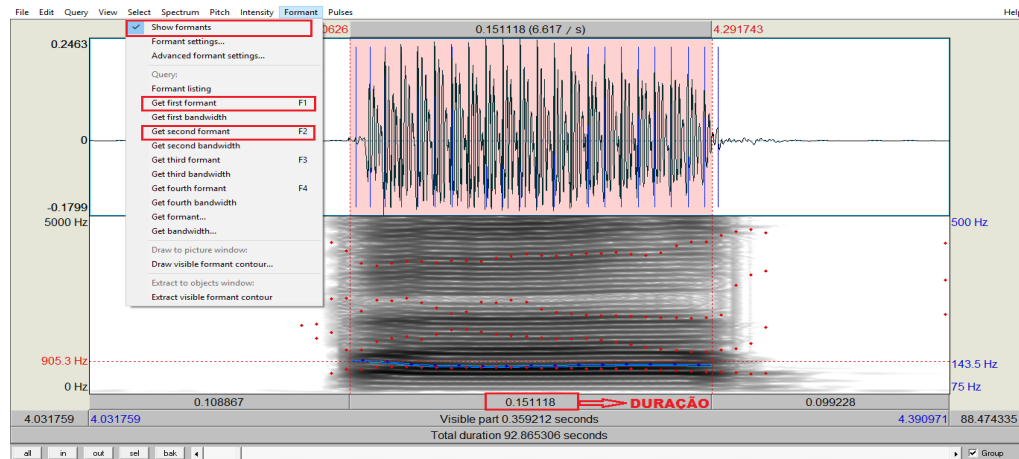 File Edit Query View Select Spectrum Pitch Intensity Formant Pulses Help
Show formants
Formant settings...
Advanced formant settings...
Query:
Formant listing
Get first formant F1
Get first bandwidth
Get second formant F2
Get second bandwidth
Get third formant F3
Get third bandwidth
Get fourth formant F4
Get fourth bandwidth
Get formant...
Get bandwidth...
Draw to picture window:
Draw visible formant contour...
Extract to objects window:
Extract visible formant contour
0626 0.151118 (6.617 / s) 4.291743
0.2463
0
-0.1799
5000 Hz 500 Hz
905.3 Hz 143.5 Hz
0 Hz 75 Hz
0.108867 0.151118 DURAÇÃO 0.099228
4.031759 4.031759 Visible part 0.359212 seconds 4.390971 88.474335
Total duration 92.865306 seconds
all in out sel bak Group